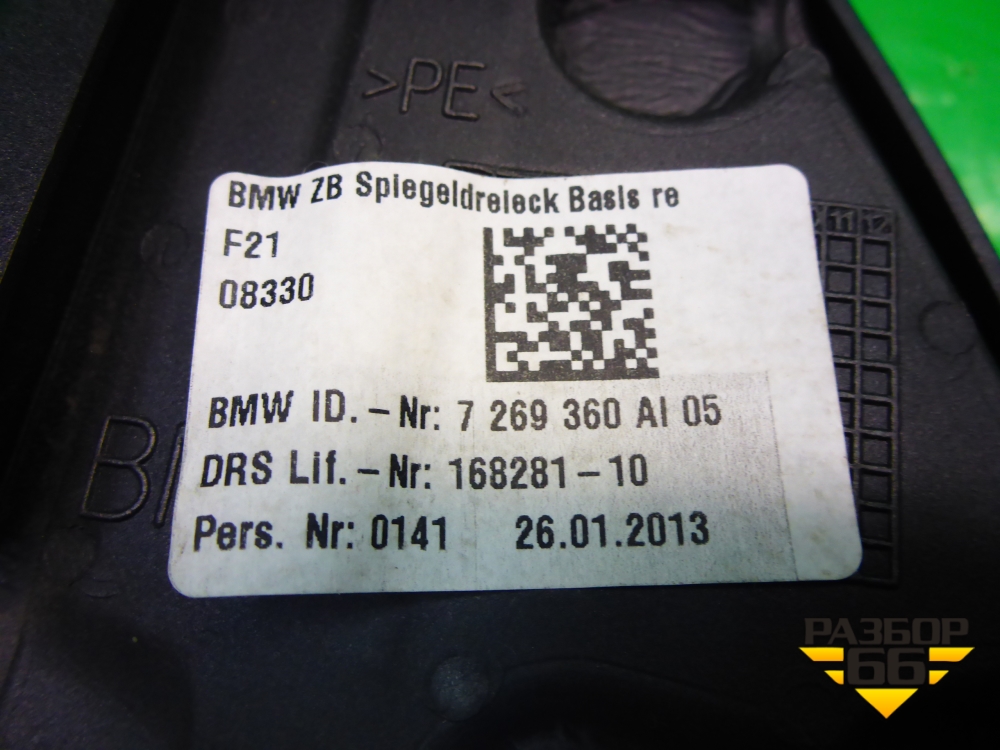 >PE<
BMW ZB Spiegeldreieck Basis re
F21
08330
11 12
BMW ID. - Nr: 7 269 360 AI 05
DRS Lif. - Nr: 168281-10
Pers. Nr: 0141 26.01.2013
РАЗБОР
66